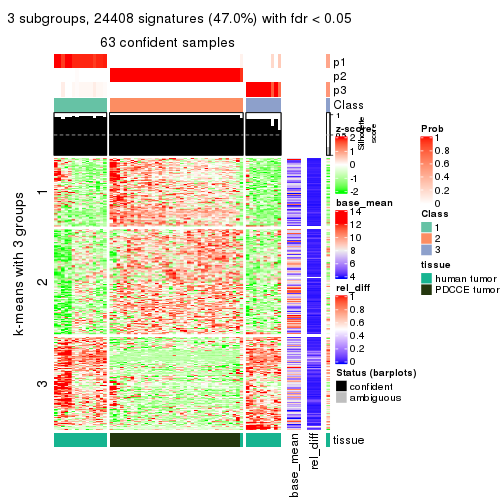 3 subgroups, 24408 signatures (47.0%) with fdr < 0.05
63 confident samples
p1
p2
p3
Class
1
0.5
0
Silhouette
score
k-means with 3 groups
1
2
3
z-score
2
1
0
-1
-2
base_mean
14
12
10
8
6
4
rel_diff
1
0.8
0.6
0.4
0.2
0
Status (barplots)
confident
ambiguous
Prob
1
0.8
0.6
0.4
0.2
0
Class
1
2
3
tissue
human tumor
PDCCE tumor
tissue
base_mean
rel_diff